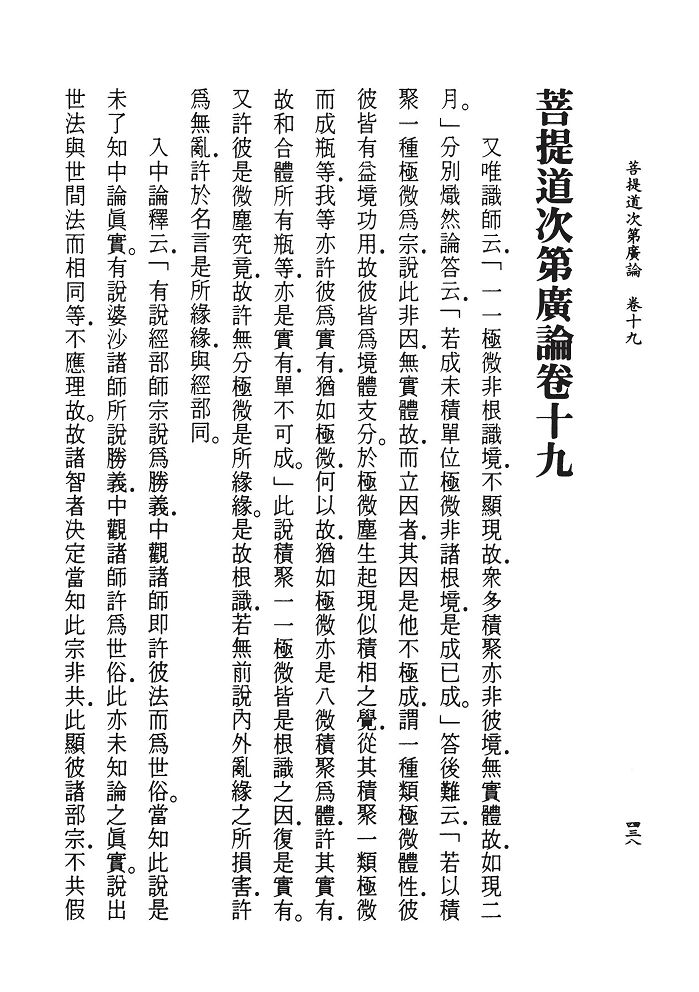 菩提道次第廣論 卷十九
四三八
菩提道次第廣論卷十九
又唯識師云.「一一極微非根識境.不顯現故.衆多積聚亦非彼境.無實體故.如現二
月。」分別熾然論答云.「若成未積單位極微非諸根境.是成已成。」答後難云.「若以積
聚一種極微爲宗.說此非因.無實體故.而立因者.其因是他不極成.謂一種類極微體性.彼
彼皆有益境功用.故彼彼皆爲境體支分。於極微塵生起現似積相之覺.從其積聚一類極微
而成瓶等.我等亦許彼爲實有.猶如極微.何以故.猶如極微亦是八微積聚爲體.許其實有.
故和合體所有瓶等.亦是實有.單不可成。」此說積聚一一極微皆是根識之因.復是實有。
又許彼是微塵究竟.故許無分極微是所緣緣。是故根識.若無前說內外亂緣之所損害.許
爲無亂.許於名言是所緣緣.與經部同。
入中論釋云.「有說經部師宗說爲勝義.中觀諸師即許彼法而爲世俗。當知此說是
未了知中論眞實。有說婆沙諸師所說勝義.中觀諸師許爲世俗.此亦未知論之眞實。說出
世法與世間法而相同等.不應理故。故諸智者決定當知此宗非共.此顯彼諸部宗.不共假